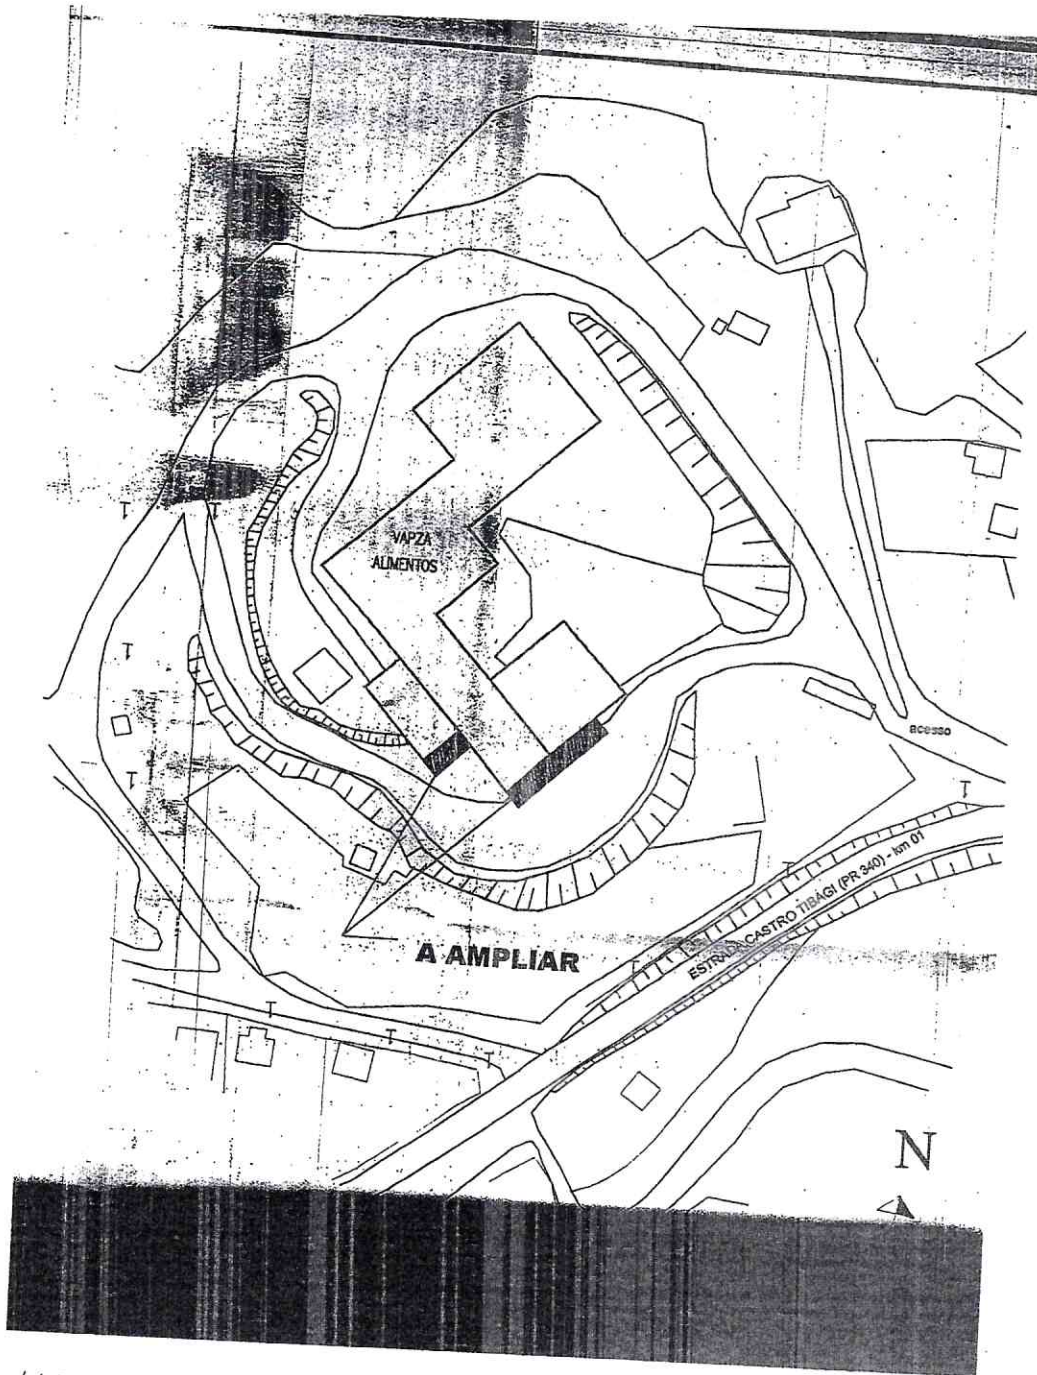 VAPZA
ALIMENTOS
acesso
A AMPLIAR
ESTRADA CASTRO TIBAGI (PR 340) - km 01
N